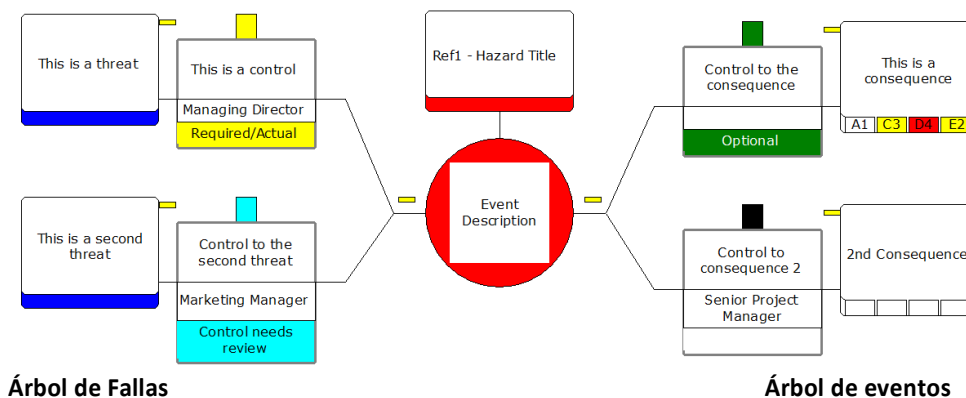 This is a threat
This is a control
Managing Director
Required/Actual
Ref1 - Hazard Title
Control to the
consequence
Optional
This is a
consequence
A1 C3 D4 E2
This is a second
threat
Control to the
second threat
Marketing Manager
Control needs
review
Event
Description
Control to
consequence 2
Senior Project
Manager
2nd Consequence
Árbol de Fallas
Árbol de eventos